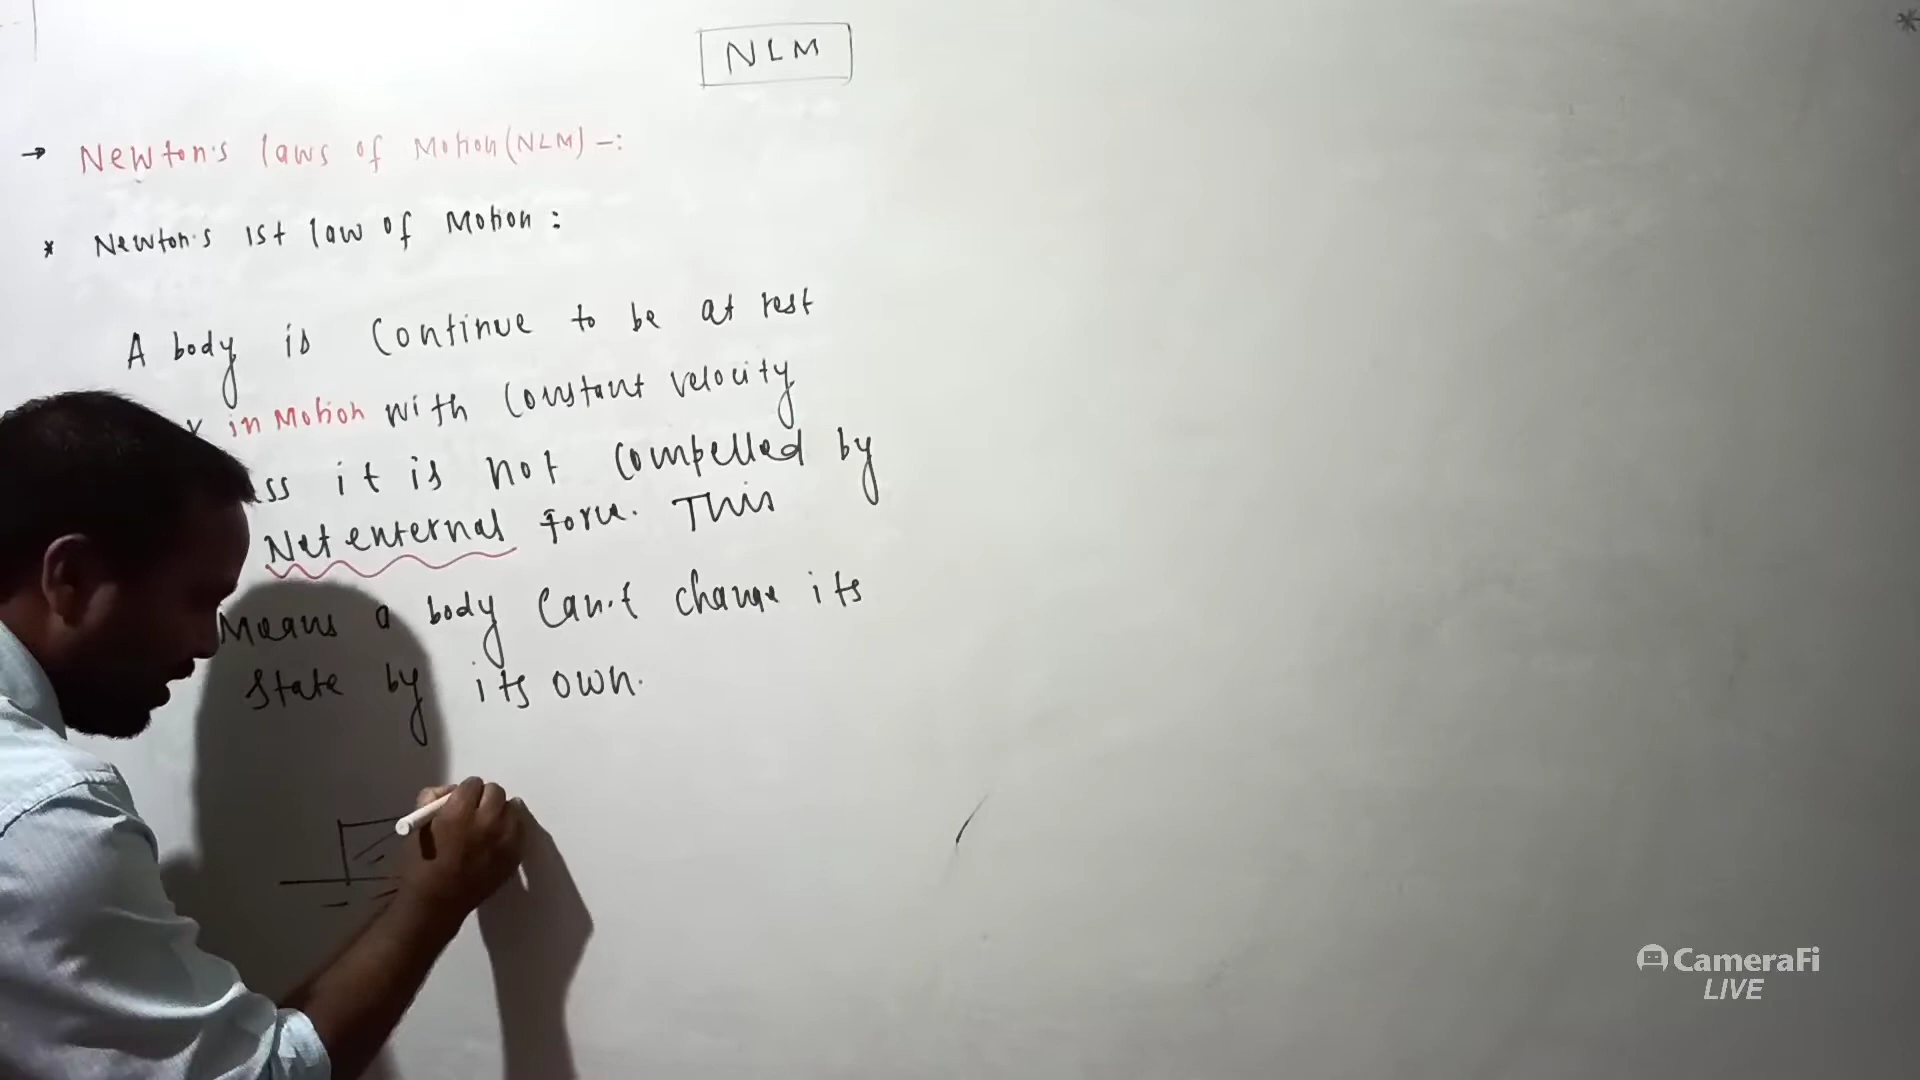 NLM
→ Newton's laws of Motion (NLM) -:
* Newton's 1st law of Motion :
A body is Continue to be at rest
in Motion with Constant velocity
ss it is not Compelled by
Net enternal force. This
Means a body Can't change its
state by its own.
CameraFi
LIVE